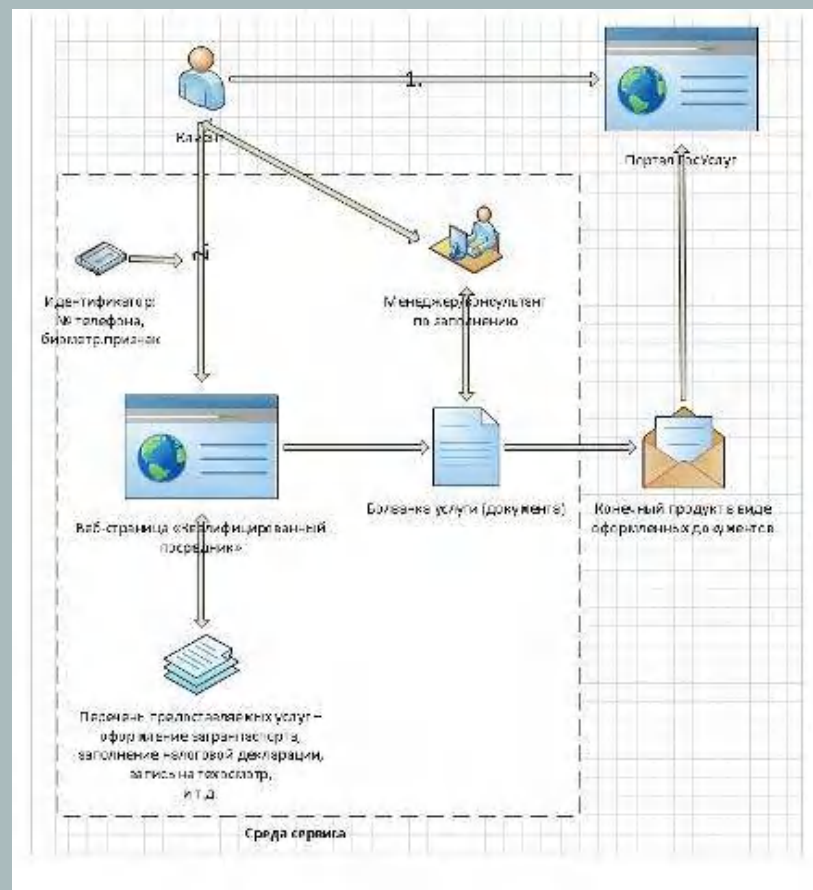 1.
Клиент
Портал ГосУслуг
2.
Идентификатор:
№ телефона,
биометр.признак
Менеджер/консультант
по заполнению
Веб-страница «Квалифицированный
посредник»
Болванка услуги (документа)
Конечный продукт в виде
оформленных документов
Перечень предоставляемых услуг –
оформление загранпаспорта,
заполнение налоговой декларации,
запись на техосмотр,
и т.д.
Среда сервиса